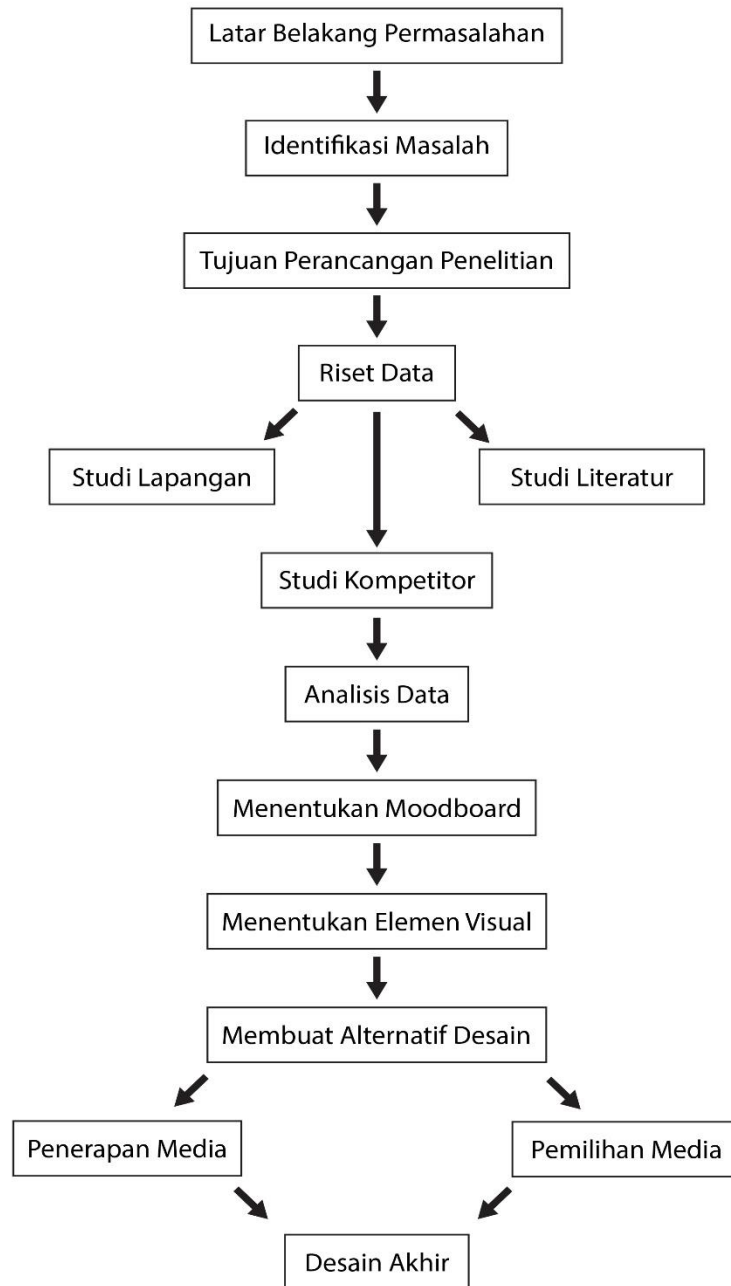 Latar Belakang Permasalahan
Identifikasi Masalah
Tujuan Perancangan Penelitian
Riset Data
Studi Lapangan
Studi Literatur
Studi Kompetitor
Analisis Data
Menentukan Moodboard
Menentukan Elemen Visual
Membuat Alternatif Desain
Penerapan Media
Pemilihan Media
Desain Akhir